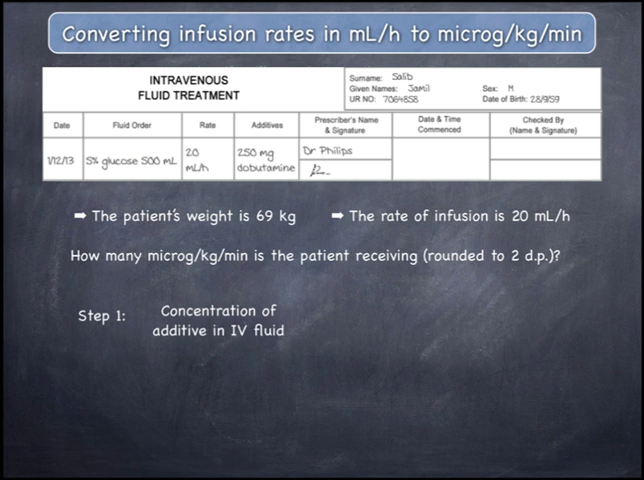 Converting infusion rates in mL/h to microg/kg/min
INTRAVENOUS
FLUID TREATMENT
Surname: Salib
Given Names: Jamil Sex: M
UR NO: 7064858 Date of Birth: 28/9/59
Date Fluid Order Rate Additives Prescriber's Name & Signature Date & Time Commenced Checked By (Name & Signature)
1/12/13 5% glucose 500 mL 20 mL/h 250 mg dobutamine Dr Philips
➡ The patient's weight is 69 kg ➡ The rate of infusion is 20 mL/h
How many microg/kg/min is the patient receiving (rounded to 2 d.p.)?
Step 1: Concentration of
additive in IV fluid